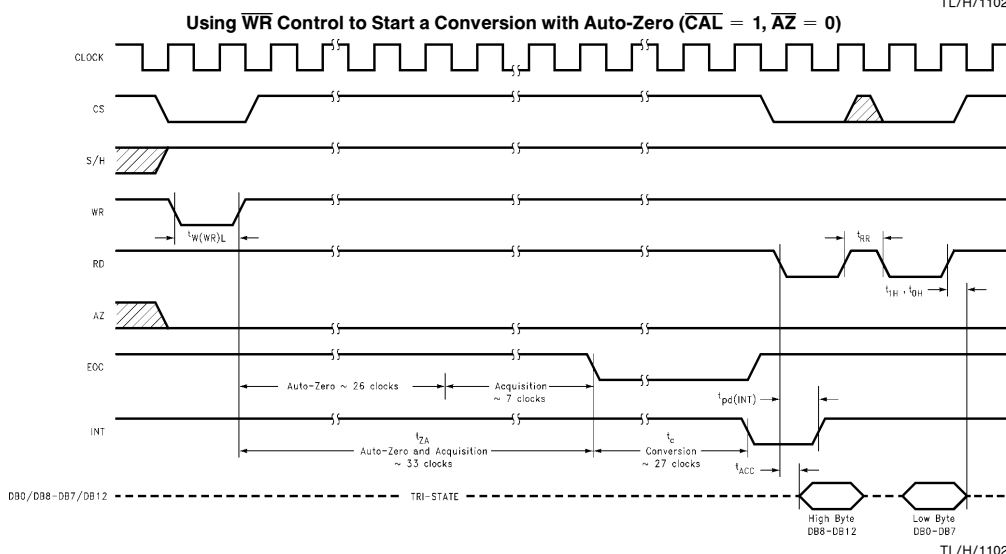 TL/H/1102
Using WR Control to Start a Conversion with Auto-Zero (CAL = 1, AZ = 0)
CLOCK
CS
S/H
WR
tW(WR)L
tRR
RD
t1H , t0H
AZ
EOC
Auto-Zero ~ 26 clocks
Acquisition
~ 7 clocks
tpd(INT)
INT
tZA
Auto-Zero and Acquisition
~ 33 clocks
tc
Conversion
~ 27 clocks
tACC
DB0/DB8-DB7/DB12
TRI-STATE
High Byte
DB8-DB12
Low Byte
DB0-DB7
TL/H/1102